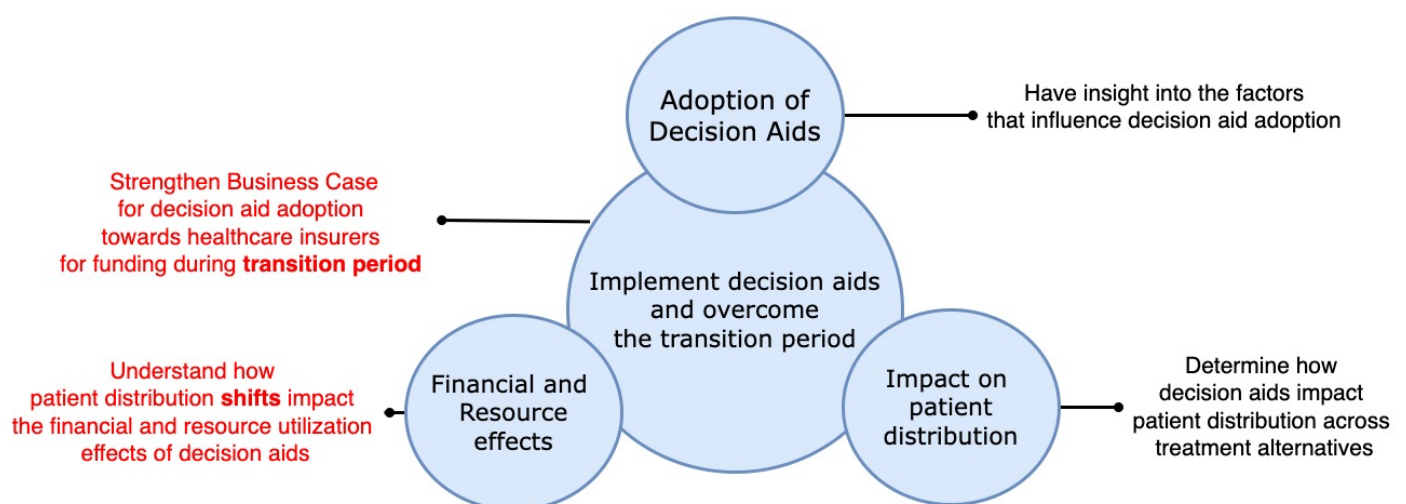 Adoption of
Decision Aids
Have insight into the factors
that influence decision aid adoption
Strengthen Business Case
for decision aid adoption
towards healthcare insurers
for funding during transition period
Implement decision aids
and overcome
the transition period
Understand how
patient distribution shifts impact
the financial and resource utilization
effects of decision aids
Financial and
Resource
effects
Impact on
patient
distribution
Determine how
decision aids impact
patient distribution across
treatment alternatives